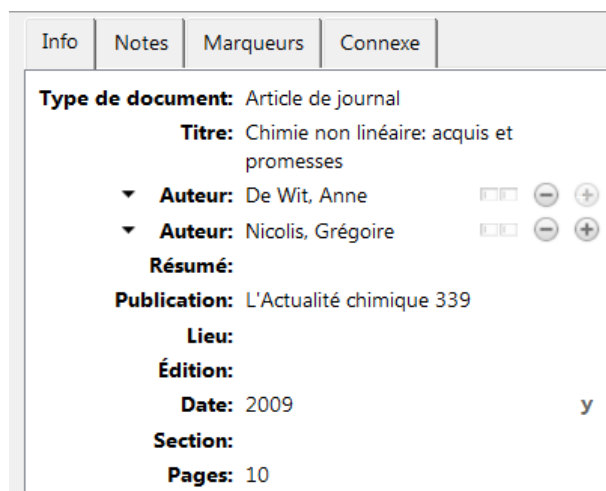 Info Notes Marqueurs Connexe
Type de document: Article de journal
Titre: Chimie non linéaire: acquis et
promesses
Auteur: De Wit, Anne
Auteur: Nicolis, Grégoire
Résumé:
Publication: L'Actualité chimique 339
Lieu:
Édition:
Date: 2009 y
Section:
Pages: 10